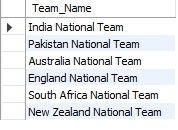 Team_Name
India National Team
Pakistan National Team
Australia National Team
England National Team
South Africa National Team
New Zealand National Team